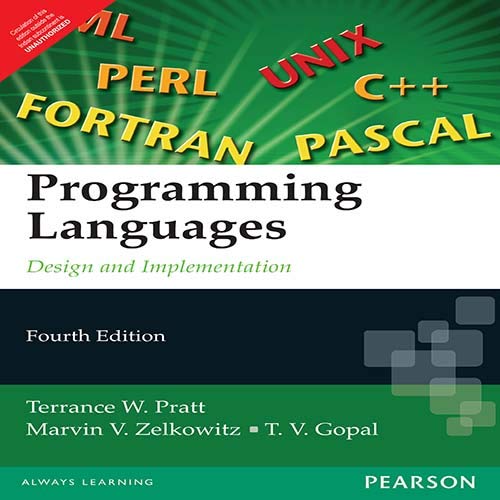 Circulation of this
edition outside the
Indian subcontinent is
UNAUTHORIZED
ML
PERL
UNIX
C++
FORTRAN
PASCAL
Programming
Languages
Design and Implementation
Fourth Edition
Terrance W. Pratt
Marvin V. Zelkowitz ▪ T. V. Gopal
ALWAYS LEARNING
PEARSON